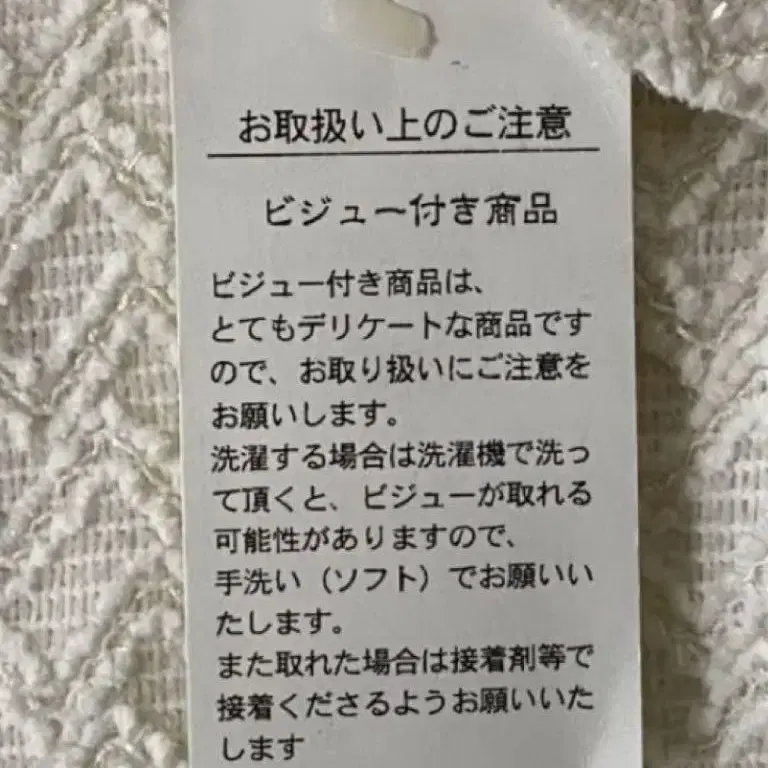 お取扱い上のご注意
ビジュー付き商品
ビジュー付き商品は、
とてもデリケートな商品です
ので、お取り扱いにご注意を
お願いします。
洗濯する場合は洗濯機で洗っ
て頂くと、ビジューが取れる
可能性がありますので、
手洗い（ソフト）でお願いい
たします。
また取れた場合は接着剤等で
接着くださるようお願いいた
します